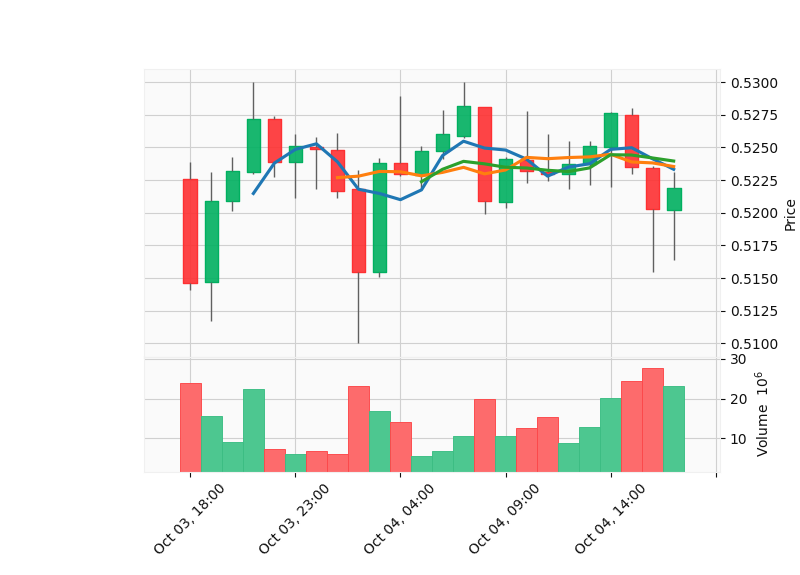 0.5300
0.5275
0.5250
0.5225
0.5200
0.5175
0.5150
0.5125
0.5100
Price
30
20
10
Volume 10⁶
Oct 03, 18:00
Oct 03, 23:00
Oct 04, 04:00
Oct 04, 09:00
Oct 04, 14:00